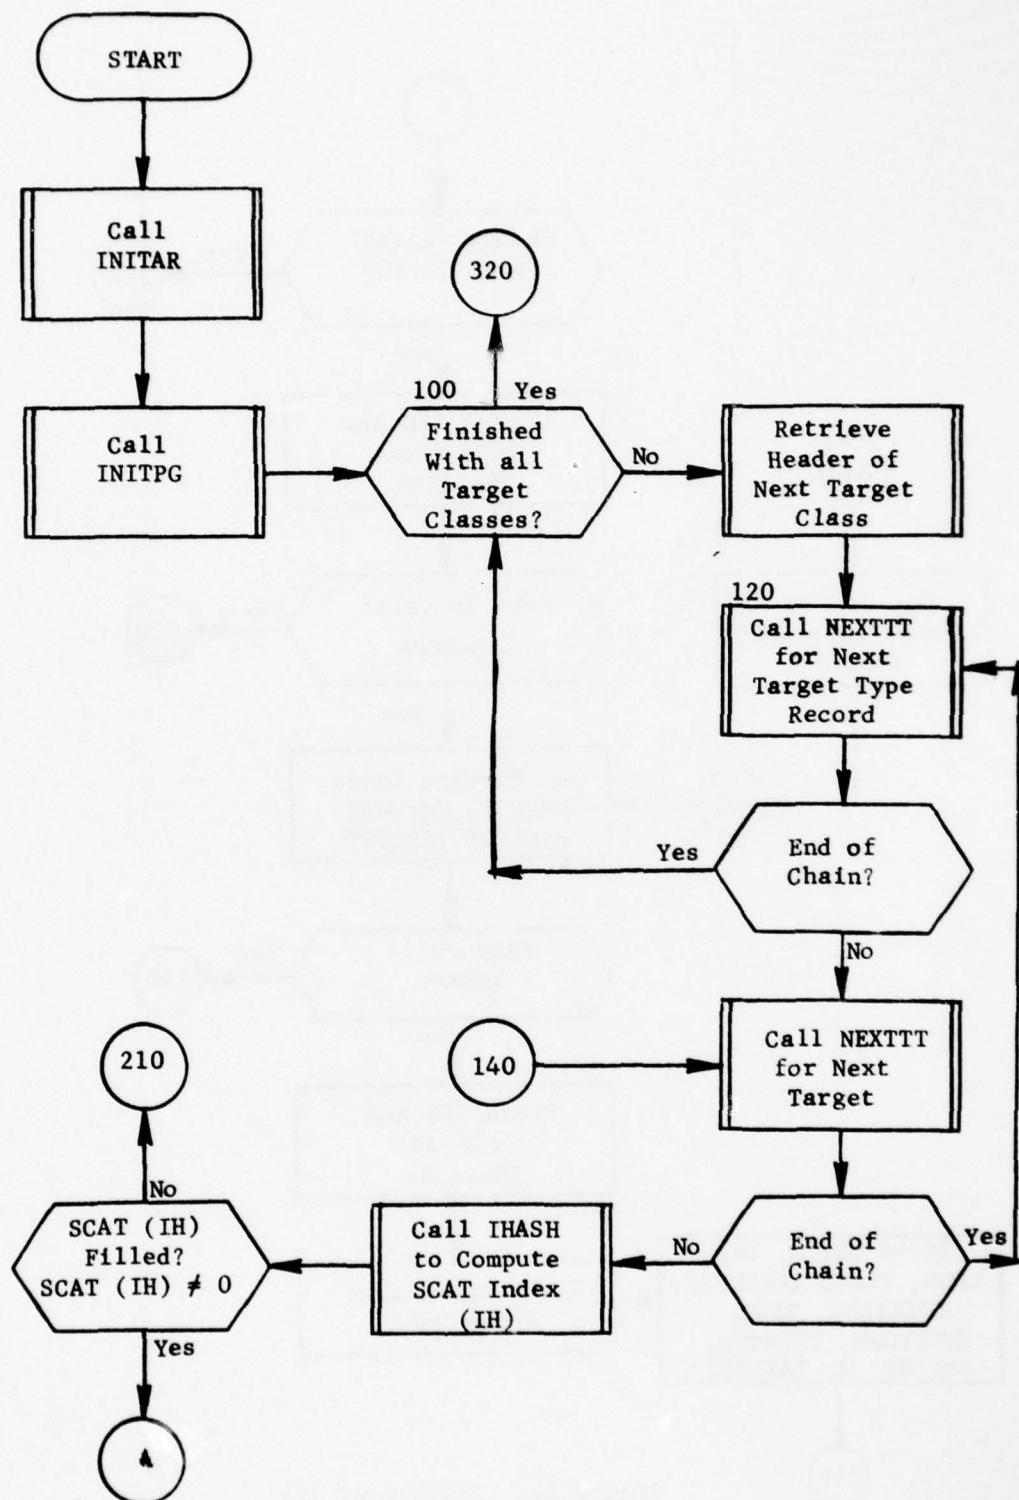 START
Call
INITAR
320
100 Yes
Call
INITPG
Finished
With all
Target
Classes?
No
Retrieve
Header of
Next Target
Class
120
Call NEXTTT
for Next
Target Type
Record
Yes
End of
Chain?
No
210
140
Call NEXTTT
for Next
Target
No
SCAT (IH)
Filled?
SCAT (IH) ≠ 0
Call IHASH
to Compute
SCAT Index
(IH)
No
End of
Chain?
Yes
Yes
A